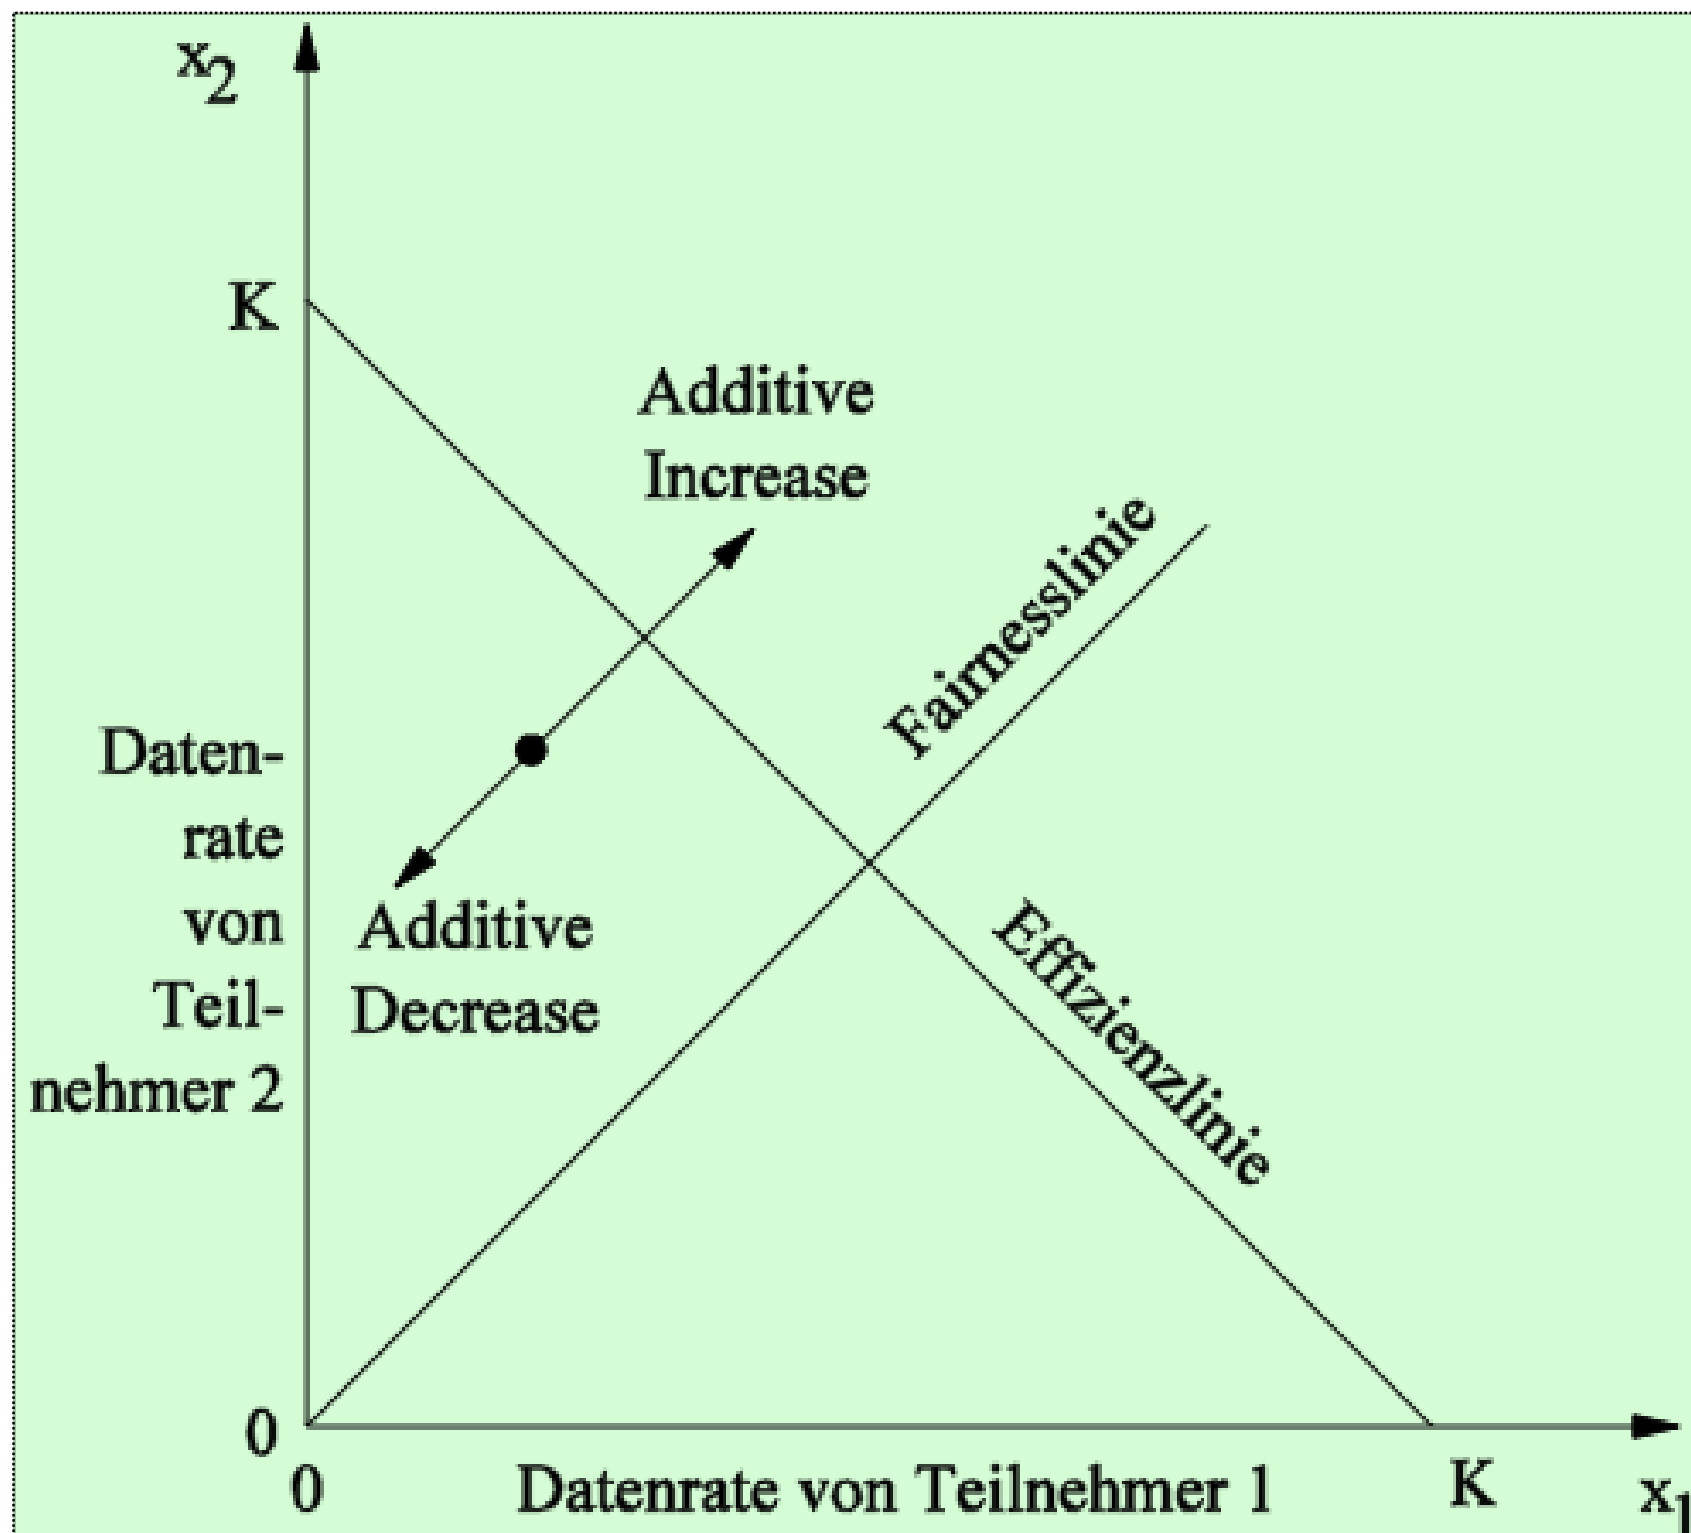 x2
K
Additive
Increase
Fairnesslinie
Daten-
rate
von
Teil-
nehmer 2
Additive
Decrease
Effizienzlinie
0
0
Datenrate von Teilnehmer 1
K
x1